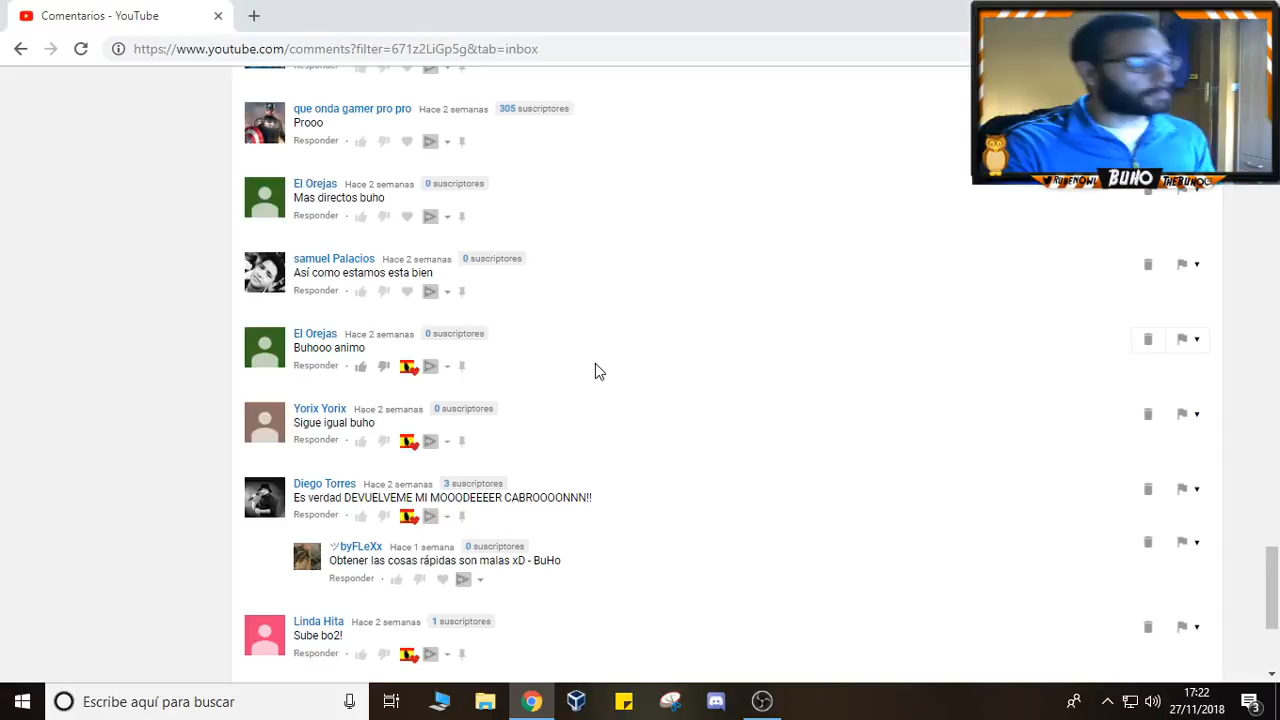 Comentarios - YouTube
https://www.youtube.com/comments?filter=671z2LiGp5g&tab=inbox
Responder
que onda gamer pro pro Hace 2 semanas 305 suscriptores
Prooo
Responder
El Orejas Hace 2 semanas 0 suscriptores
Mas directos buho
Responder
samuel Palacios Hace 2 semanas 0 suscriptores
Así como estamos esta bien
Responder
El Orejas Hace 2 semanas 0 suscriptores
Buhooo animo
Responder
Yorix Yorix Hace 2 semanas 0 suscriptores
Sigue igual buho
Responder
Diego Torres Hace 2 semanas 3 suscriptores
Es verdad DEVUELVEME MI MOOODEEEER CABROOOONNN!!
Responder
ツbyFLeXx Hace 1 semana 0 suscriptores
Obtener las cosas rápidas son malas xD - BuHo
Responder
Linda Hita Hace 2 semanas 1 suscriptores
Sube bo2!
Responder
RUBENOWL BUHO
Escribe aquí para buscar
17:22
27/11/2018
3